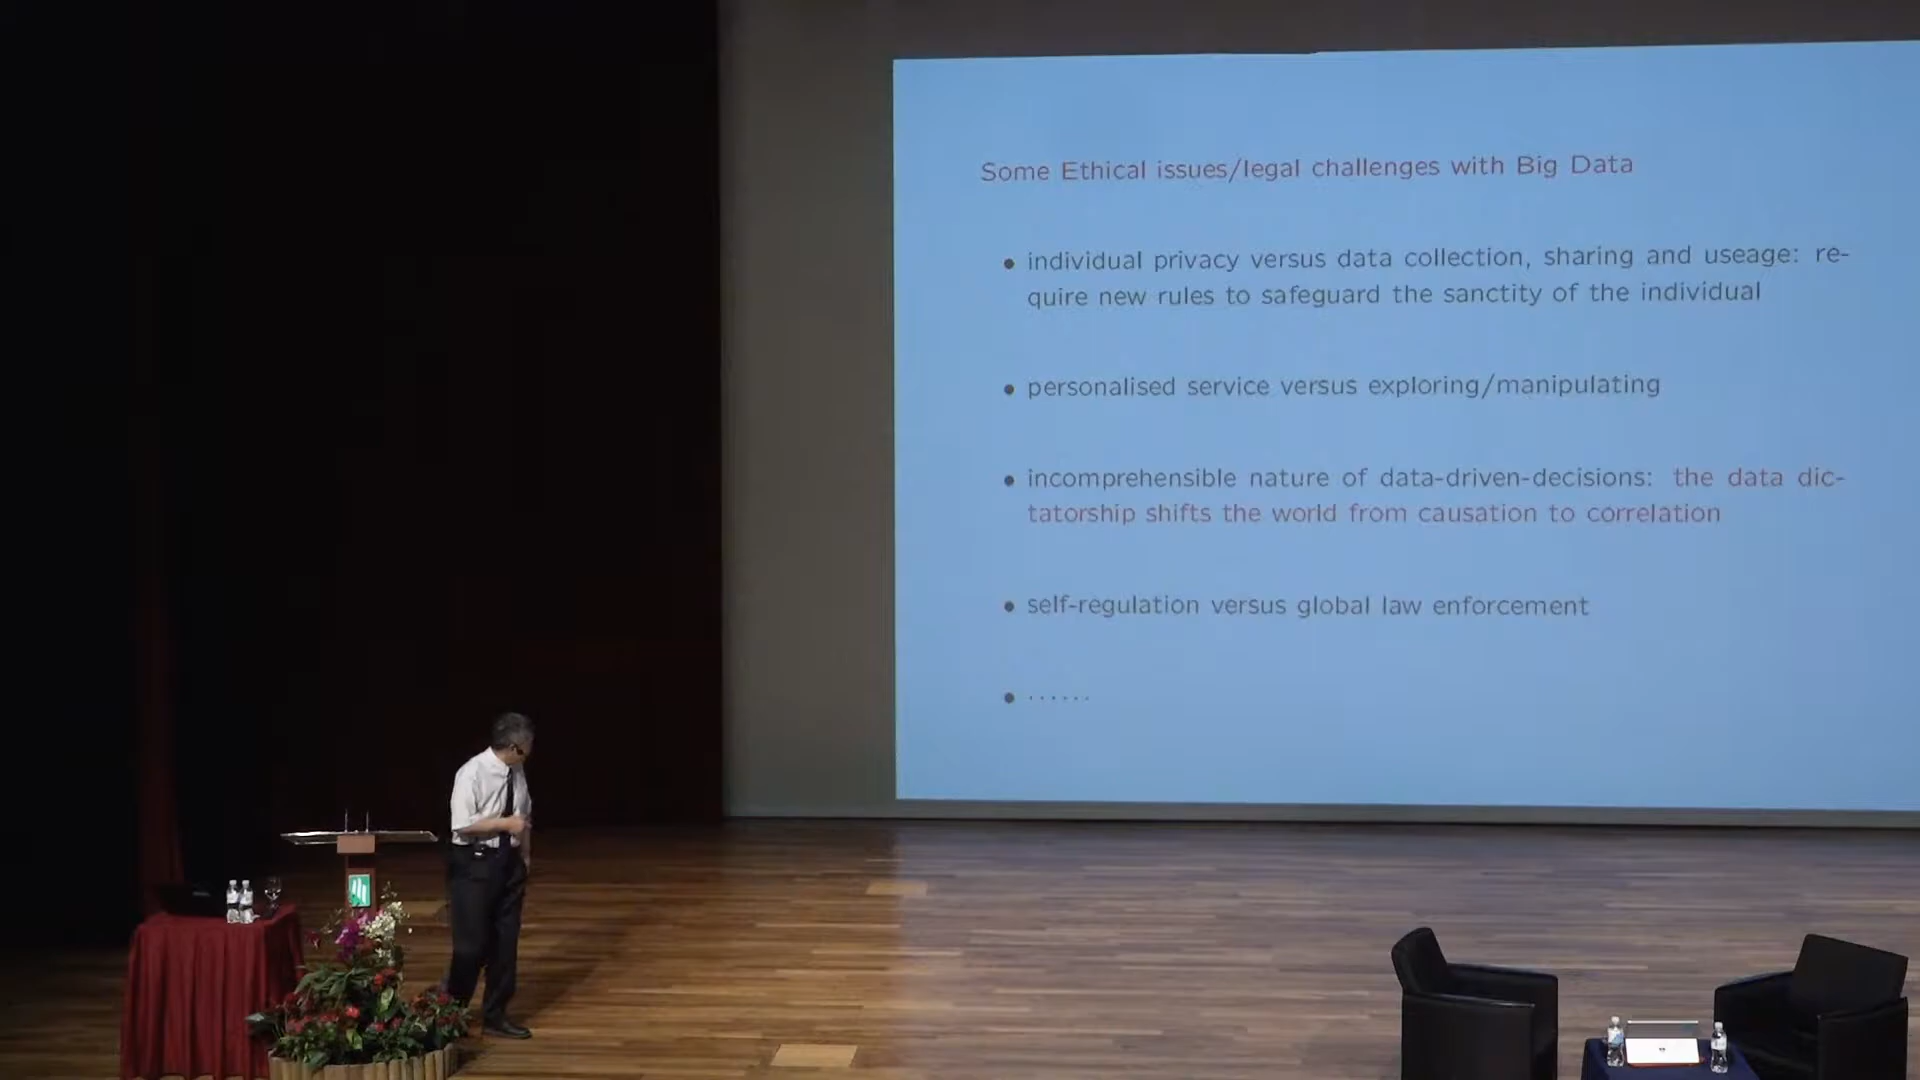 Some Ethical issues/legal challenges with Big Data
• individual privacy versus data collection, sharing and useage: re-
quire new rules to safeguard the sanctity of the individual
• personalised service versus exploring/manipulating
• incomprehensible nature of data-driven-decisions: the data dic-
tatorship shifts the world from causation to correlation
• self-regulation versus global law enforcement
• ......